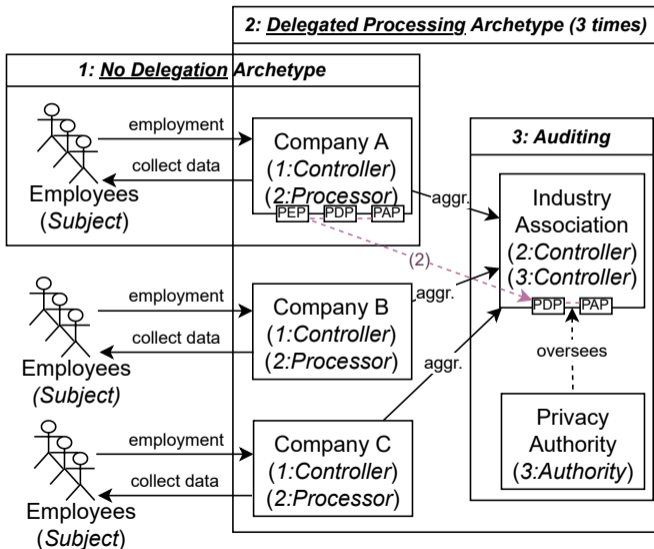 2: Delegated Processing Archetype (3 times)
1: No Delegation Archetype
employment
collect data
Employees
(Subject)
Company A
(1:Controller)
(2:Processor)
PEP
PDP
PAP
aggr.
(2)
3: Auditing
Industry
Association
(2:Controller)
(3:Controller)
PDP
PAP
employment
collect data
Employees
(Subject)
Company B
(1:Controller)
(2:Processor)
aggr.
oversees
Privacy
Authority
(3:Authority)
employment
collect data
Employees
(Subject)
Company C
(1:Controller)
(2:Processor)
aggr.